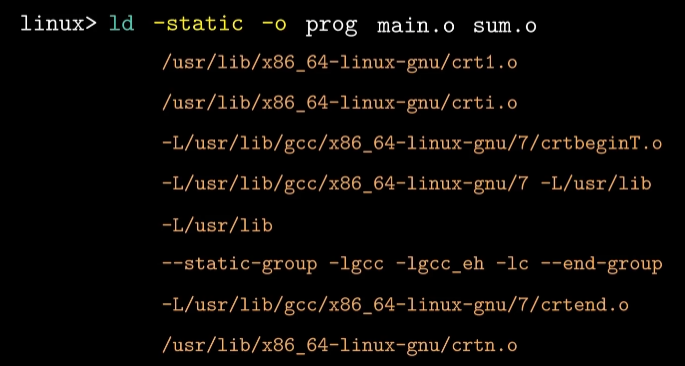 linux> ld -static -o prog main.o sum.o
/usr/lib/x86_64-linux-gnu/crt1.o
/usr/lib/x86_64-linux-gnu/crti.o
-L/usr/lib/gcc/x86_64-linux-gnu/7/crtbeginT.o
-L/usr/lib/gcc/x86_64-linux-gnu/7 -L/usr/lib
-L/usr/lib
--static-group -lgcc -lgcc_eh -lc --end-group
-L/usr/lib/gcc/x86_64-linux-gnu/7/crtend.o
/usr/lib/x86_64-linux-gnu/crtn.o